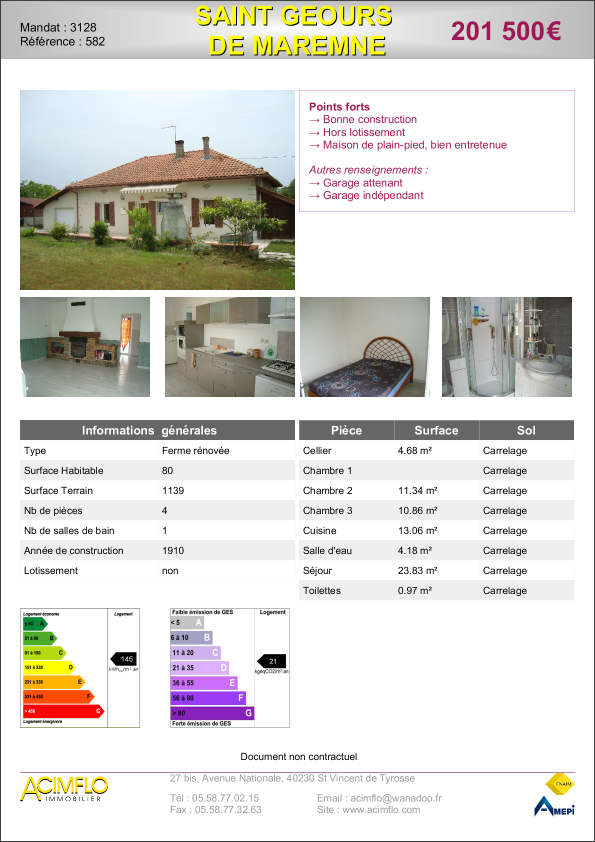 Mandat : 3128
Référence : 582
SAINT GEOURS
DE MAREMNE
201 500€
Points forts
→ Bonne construction
→ Hors lotissement
→ Maison de plain-pied, bien entretenue
Autres renseignements :
→ Garage attenant
→ Garage indépendant
Informations générales
Type Ferme rénovée
Surface Habitable 80
Surface Terrain 1139
Nb de pièces 4
Nb de salles de bain 1
Année de construction 1910
Lotissement non
Pièce Surface Sol
Cellier 4.68 m² Carrelage
Chambre 1 Carrelage
Chambre 2 11.34 m² Carrelage
Chambre 3 10.86 m² Carrelage
Cuisine 13.06 m² Carrelage
Salle d'eau 4.18 m² Carrelage
Séjour 23.83 m² Carrelage
Toilettes 0.97 m² Carrelage
Logement économe Logement
A
51 à 90 B
91 à 150 C
151 à 230 D
231 à 330 E
331 à 450 F
> 450 G
145
Logement énergivore
Faible émission de GES Logement
< 5 A
6 à 10 B
11 à 20 C
21 à 35 D
36 à 55 E
56 à 80 F
> 80 G
21
kgéqCO2/m².an
Forte émission de GES
Document non contractuel
ACIMFLO
IMMOBILIER
27 bis, Avenue Nationale, 40230 St Vincent de Tyrosse
Tél : 05.58.77.02.15 Email : acimflo@wanadoo.fr
Fax : 05.58.77.32.63 Site : www.acimflo.com
FNAIM
AMEPI